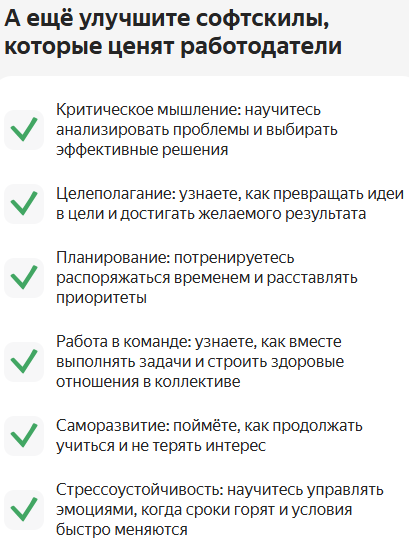 А ещё улучшите софтскилы,
которые ценят работодатели
Критическое мышление: научитесь
анализировать проблемы и выбирать
эффективные решения
Целеполагание: узнаете, как превращать идеи
в цели и достигать желаемого результата
Планирование: потренируетесь
распоряжаться временем и расставлять
приоритеты
Работа в команде: узнаете, как вместе
выполнять задачи и строить здоровые
отношения в коллективе
Саморазвитие: поймёте, как продолжать
учиться и не терять интерес
Стрессоустойчивость: научитесь управлять
эмоциями, когда сроки горят и условия
быстро меняются